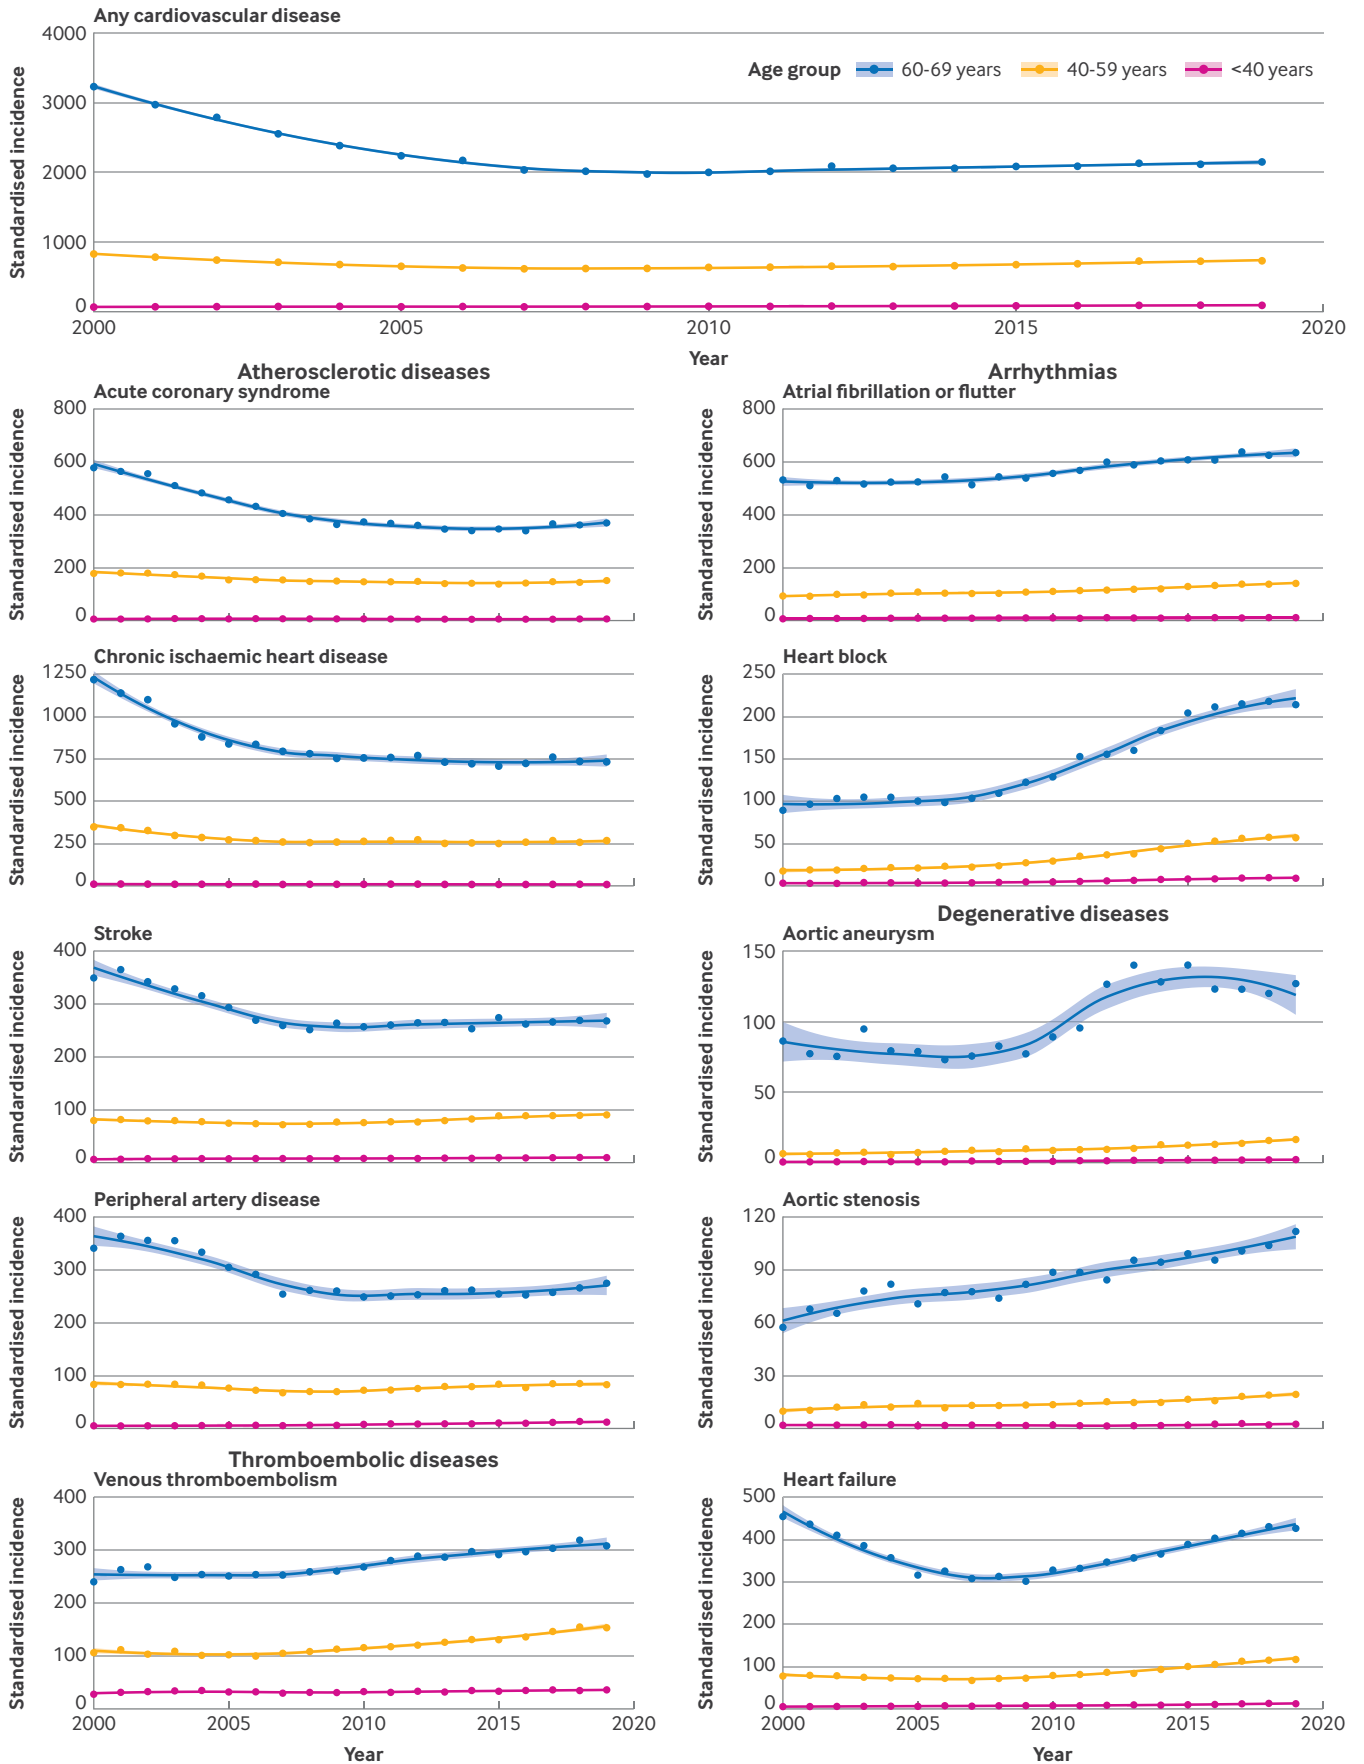 Any cardiovascular disease
Standardised incidence
4000
3000
2000
1000
0
Age group 60-69 years 40-59 years <40 years
2000 2005 2010 2015 2020
Year
Atherosclerotic diseases
Acute coronary syndrome
Standardised incidence
800
600
400
200
0
Chronic ischaemic heart disease
Standardised incidence
1250
1000
750
500
250
0
Stroke
Standardised incidence
400
300
200
100
0
Peripheral artery disease
Standardised incidence
400
300
200
100
0
Thromboembolic diseases
Venous thromboembolism
Standardised incidence
400
300
200
100
0
2000 2005 2010 2015 2020
Year
Arrhythmias
Atrial fibrillation or flutter
Standardised incidence
800
600
400
200
0
Heart block
Standardised incidence
250
200
150
100
50
0
Degenerative diseases
Aortic aneurysm
Standardised incidence
150
100
50
0
Aortic stenosis
Standardised incidence
120
90
60
30
0
Heart failure
Standardised incidence
500
400
300
200
100
0
2000 2005 2010 2015 2020
Year